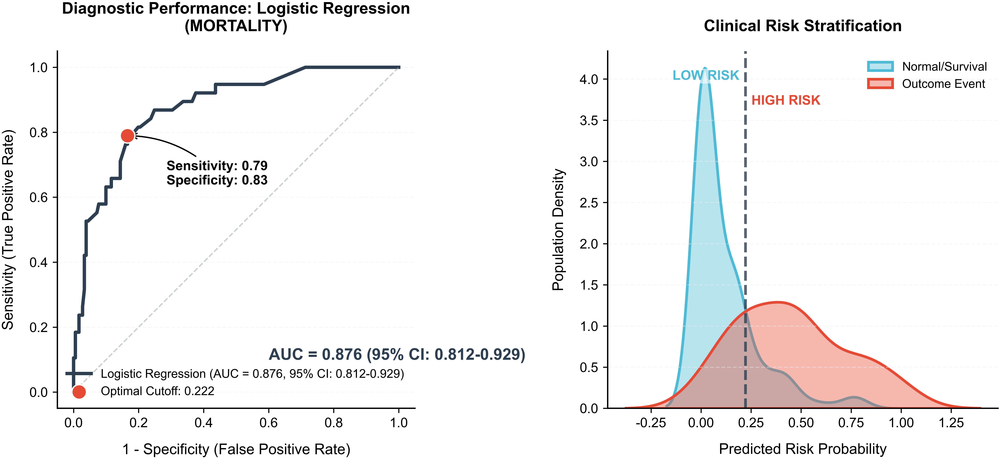 Diagnostic Performance: Logistic Regression
(MORTALITY)
Sensitivity (True Positive Rate)
1.0
0.8
0.6
0.4
0.2
0.0
Sensitivity: 0.79
Specificity: 0.83
AUC = 0.876 (95% CI: 0.812-0.929)
Logistic Regression (AUC = 0.876, 95% CI: 0.812-0.929)
Optimal Cutoff: 0.222
0.0 0.2 0.4 0.6 0.8 1.0
1 - Specificity (False Positive Rate)
Clinical Risk Stratification
Population Density
4.0
3.5
3.0
2.5
2.0
1.5
1.0
0.5
0.0
LOW RISK
HIGH RISK
Normal/Survival
Outcome Event
-0.25 0.00 0.25 0.50 0.75 1.00 1.25
Predicted Risk Probability